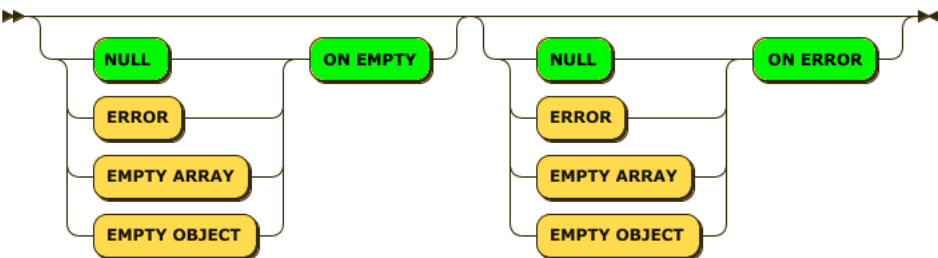 NULL ON EMPTY NULL ON ERROR
ERROR ERROR
EMPTY ARRAY EMPTY ARRAY
EMPTY OBJECT EMPTY OBJECT